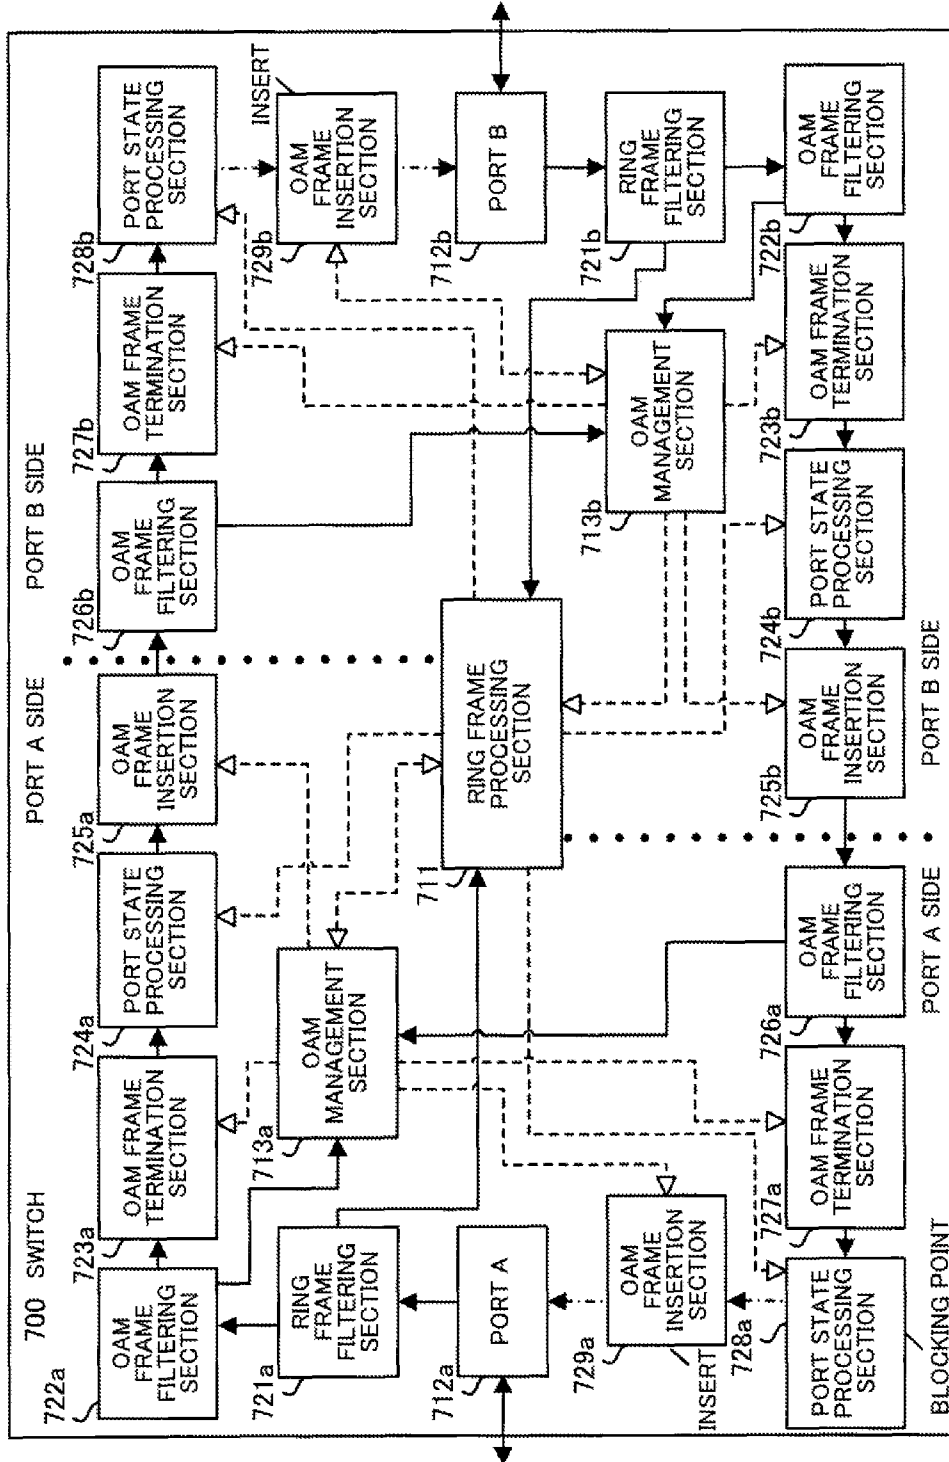 700 SWITCH
PORT A SIDE
PORT B SIDE
722a
OAM
FRAME
FILTERING
SECTION
723a
OAM FRAME
TERMINATION
SECTION
724a
PORT STATE
PROCESSING
SECTION
725a
OAM
FRAME
INSERTION
SECTION
726b
OAM
FRAME
FILTERING
SECTION
727b
OAM FRAME
TERMINATION
SECTION
728b
PORT STATE
PROCESSING
SECTION
721a
RING
FRAME
FILTERING
SECTION
713a
OAM
MANAGEMENT
SECTION
729b
OAM
FRAME
INSERTION
SECTION
INSERT
712a
PORT A
711
RING FRAME
PROCESSING
SECTION
712b
PORT B
729a
OAM
FRAME
INSERTION
SECTION
INSERT
713b
OAM
MANAGEMENT
SECTION
721b
RING
FRAME
FILTERING
SECTION
728a
PORT STATE
PROCESSING
SECTION
727a
OAM FRAME
TERMINATION
SECTION
726a
OAM
FRAME
FILTERING
SECTION
725b
OAM
FRAME
INSERTION
SECTION
724b
PORT STATE
PROCESSING
SECTION
723b
OAM FRAME
TERMINATION
SECTION
722b
OAM
FRAME
FILTERING
SECTION
BLOCKING POINT
PORT A SIDE
PORT B SIDE